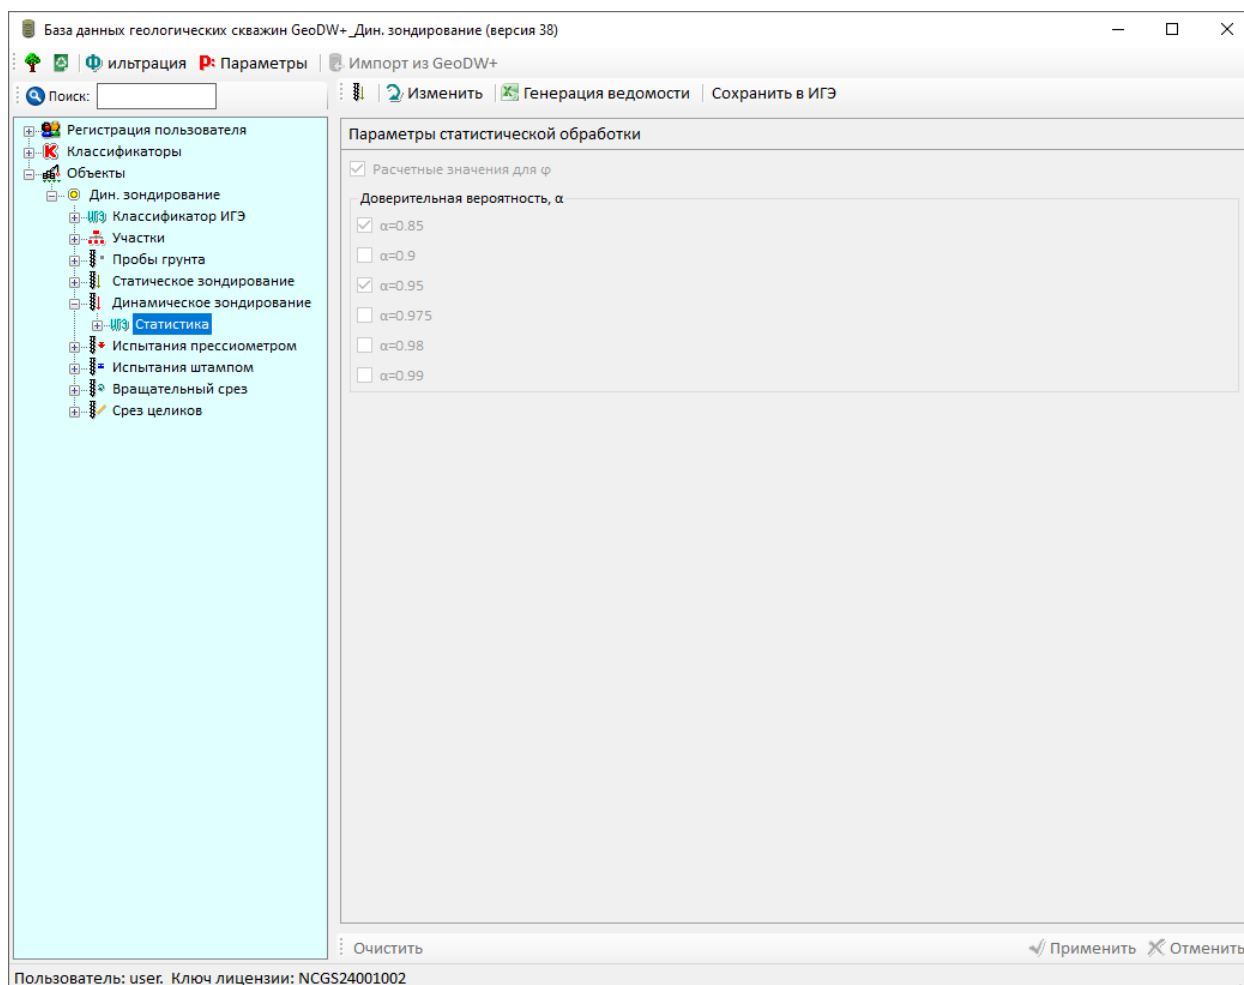 База данных геологических скважин GeoDW+_Дин. зондирование (версия 38)
Фильтрация P: Параметры Импорт из GeoDW+
Поиск:
Изменить Генерация ведомости Сохранить в ИГЭ
Регистрация пользователя
Классификаторы
Объекты
Дин. зондирование
ИГЭ Классификатор ИГЭ
Участки
Пробы грунта
Статическое зондирование
Динамическое зондирование
ИГЭ Статистика
Испытания прессиометром
Испытания штампом
Вращательный срез
Срез целиков
Параметры статистической обработки
Расчетные значения для φ
Доверительная вероятность, α
α=0.85
α=0.9
α=0.95
α=0.975
α=0.98
α=0.99
Очистить Применить Отменить
Пользователь: user. Ключ лицензии: NCGS24001002